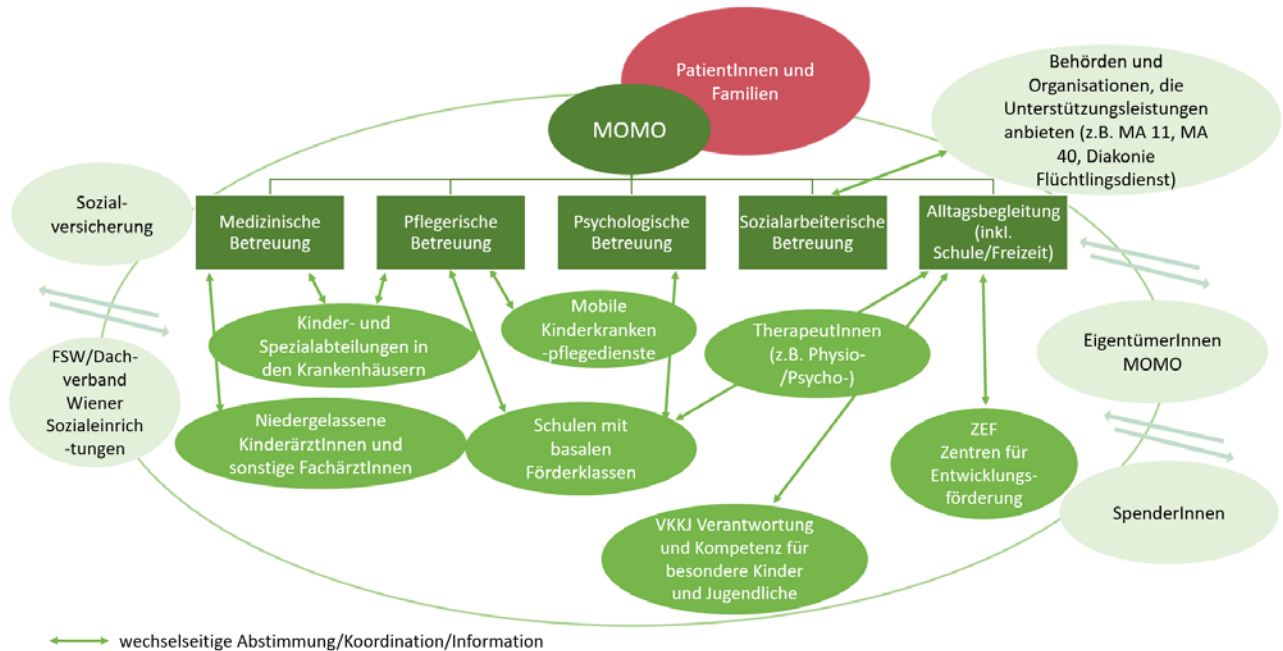 PatientInnen und
Familien
MOMO
Behörden und
Organisationen, die
Unterstützungsleistungen
anbieten (z.B. MA 11, MA
40, Diakonie
Flüchtlingsdienst)
Sozial-
versicherung
Medizinische
Betreuung
Pflegerische
Betreuung
Psychologische
Betreuung
Sozialarbeiterische
Betreuung
Alltagsbegleitung
(inkl.
Schule/Freizeit)
Kinder- und
Spezialabteilungen in
den Krankenhäusern
Mobile
Kinderkranken
-pflegedienste
TherapeutInnen
(z.B. Physio-
/Psycho-)
EigentümerInnen
MOMO
FSW/Dach-
verband
Wiener
Sozialeinrich
-tungen
Niedergelassene
KinderärztInnen und
sonstige FachärztInnen
Schulen mit
basalen
Förderklassen
ZEF
Zentren für
Entwicklungs-
förderung
SpenderInnen
VKKJ Verantwortung
und Kompetenz für
besondere Kinder
und Jugendliche
wechselseitige Abstimmung/Koordination/Information